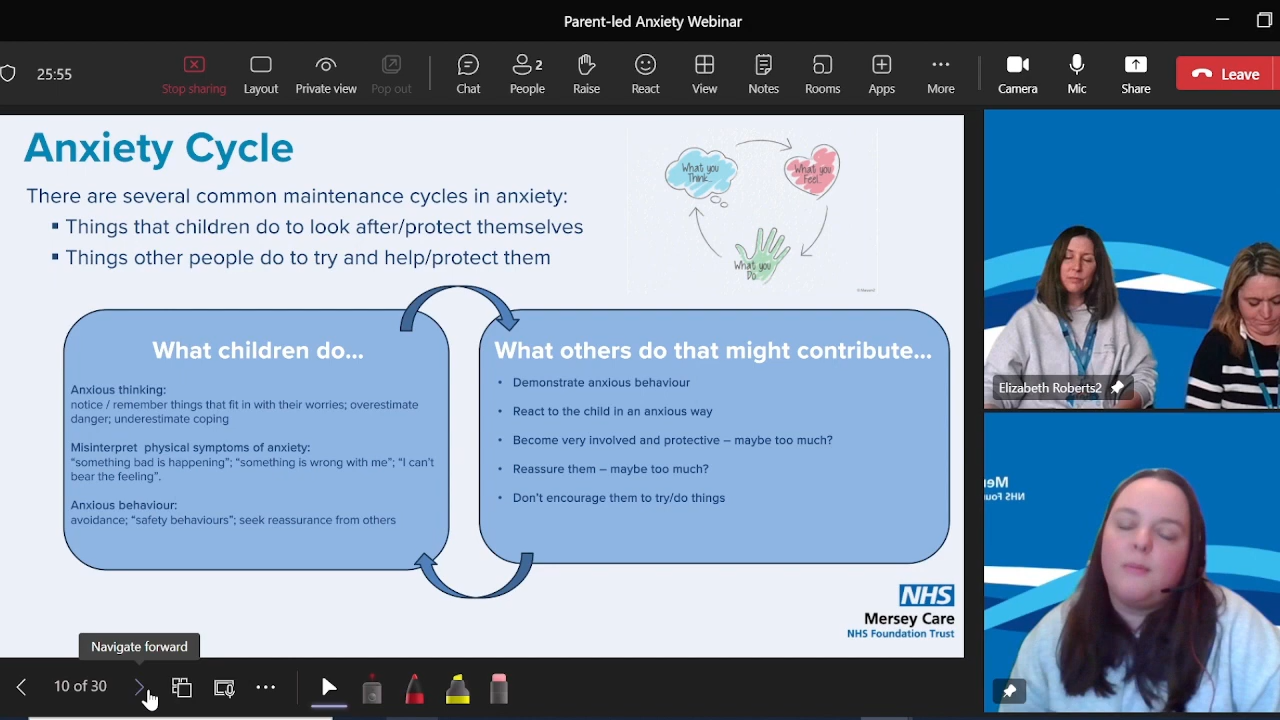 Parent-led Anxiety Webinar
25:55
Stop sharing
Layout
Private view
Pop out
Chat
2
People
Raise
React
View
Notes
Rooms
Apps
More
Camera
Mic
Share
Leave
Anxiety Cycle
There are several common maintenance cycles in anxiety:
▪ Things that children do to look after/protect themselves
▪ Things other people do to try and help/protect them
What you
Think...
What you
Feel...
What you
Do...
What children do...
Anxious thinking:
notice / remember things that fit in with their worries; overestimate
danger; underestimate coping
Misinterpret  physical symptoms of anxiety:
“something bad is happening”; “something is wrong with me”; “I can’t
bear the feeling”.
Anxious behaviour:
avoidance; “safety behaviours”; seek reassurance from others
What others do that might contribute...
• Demonstrate anxious behaviour
• React to the child in an anxious way
• Become very involved and protective – maybe too much?
• Reassure them – maybe too much?
• Don’t encourage them to try/do things
NHS
Mersey Care
NHS Foundation Trust
Elizabeth Roberts2
Navigate forward
10 of 30